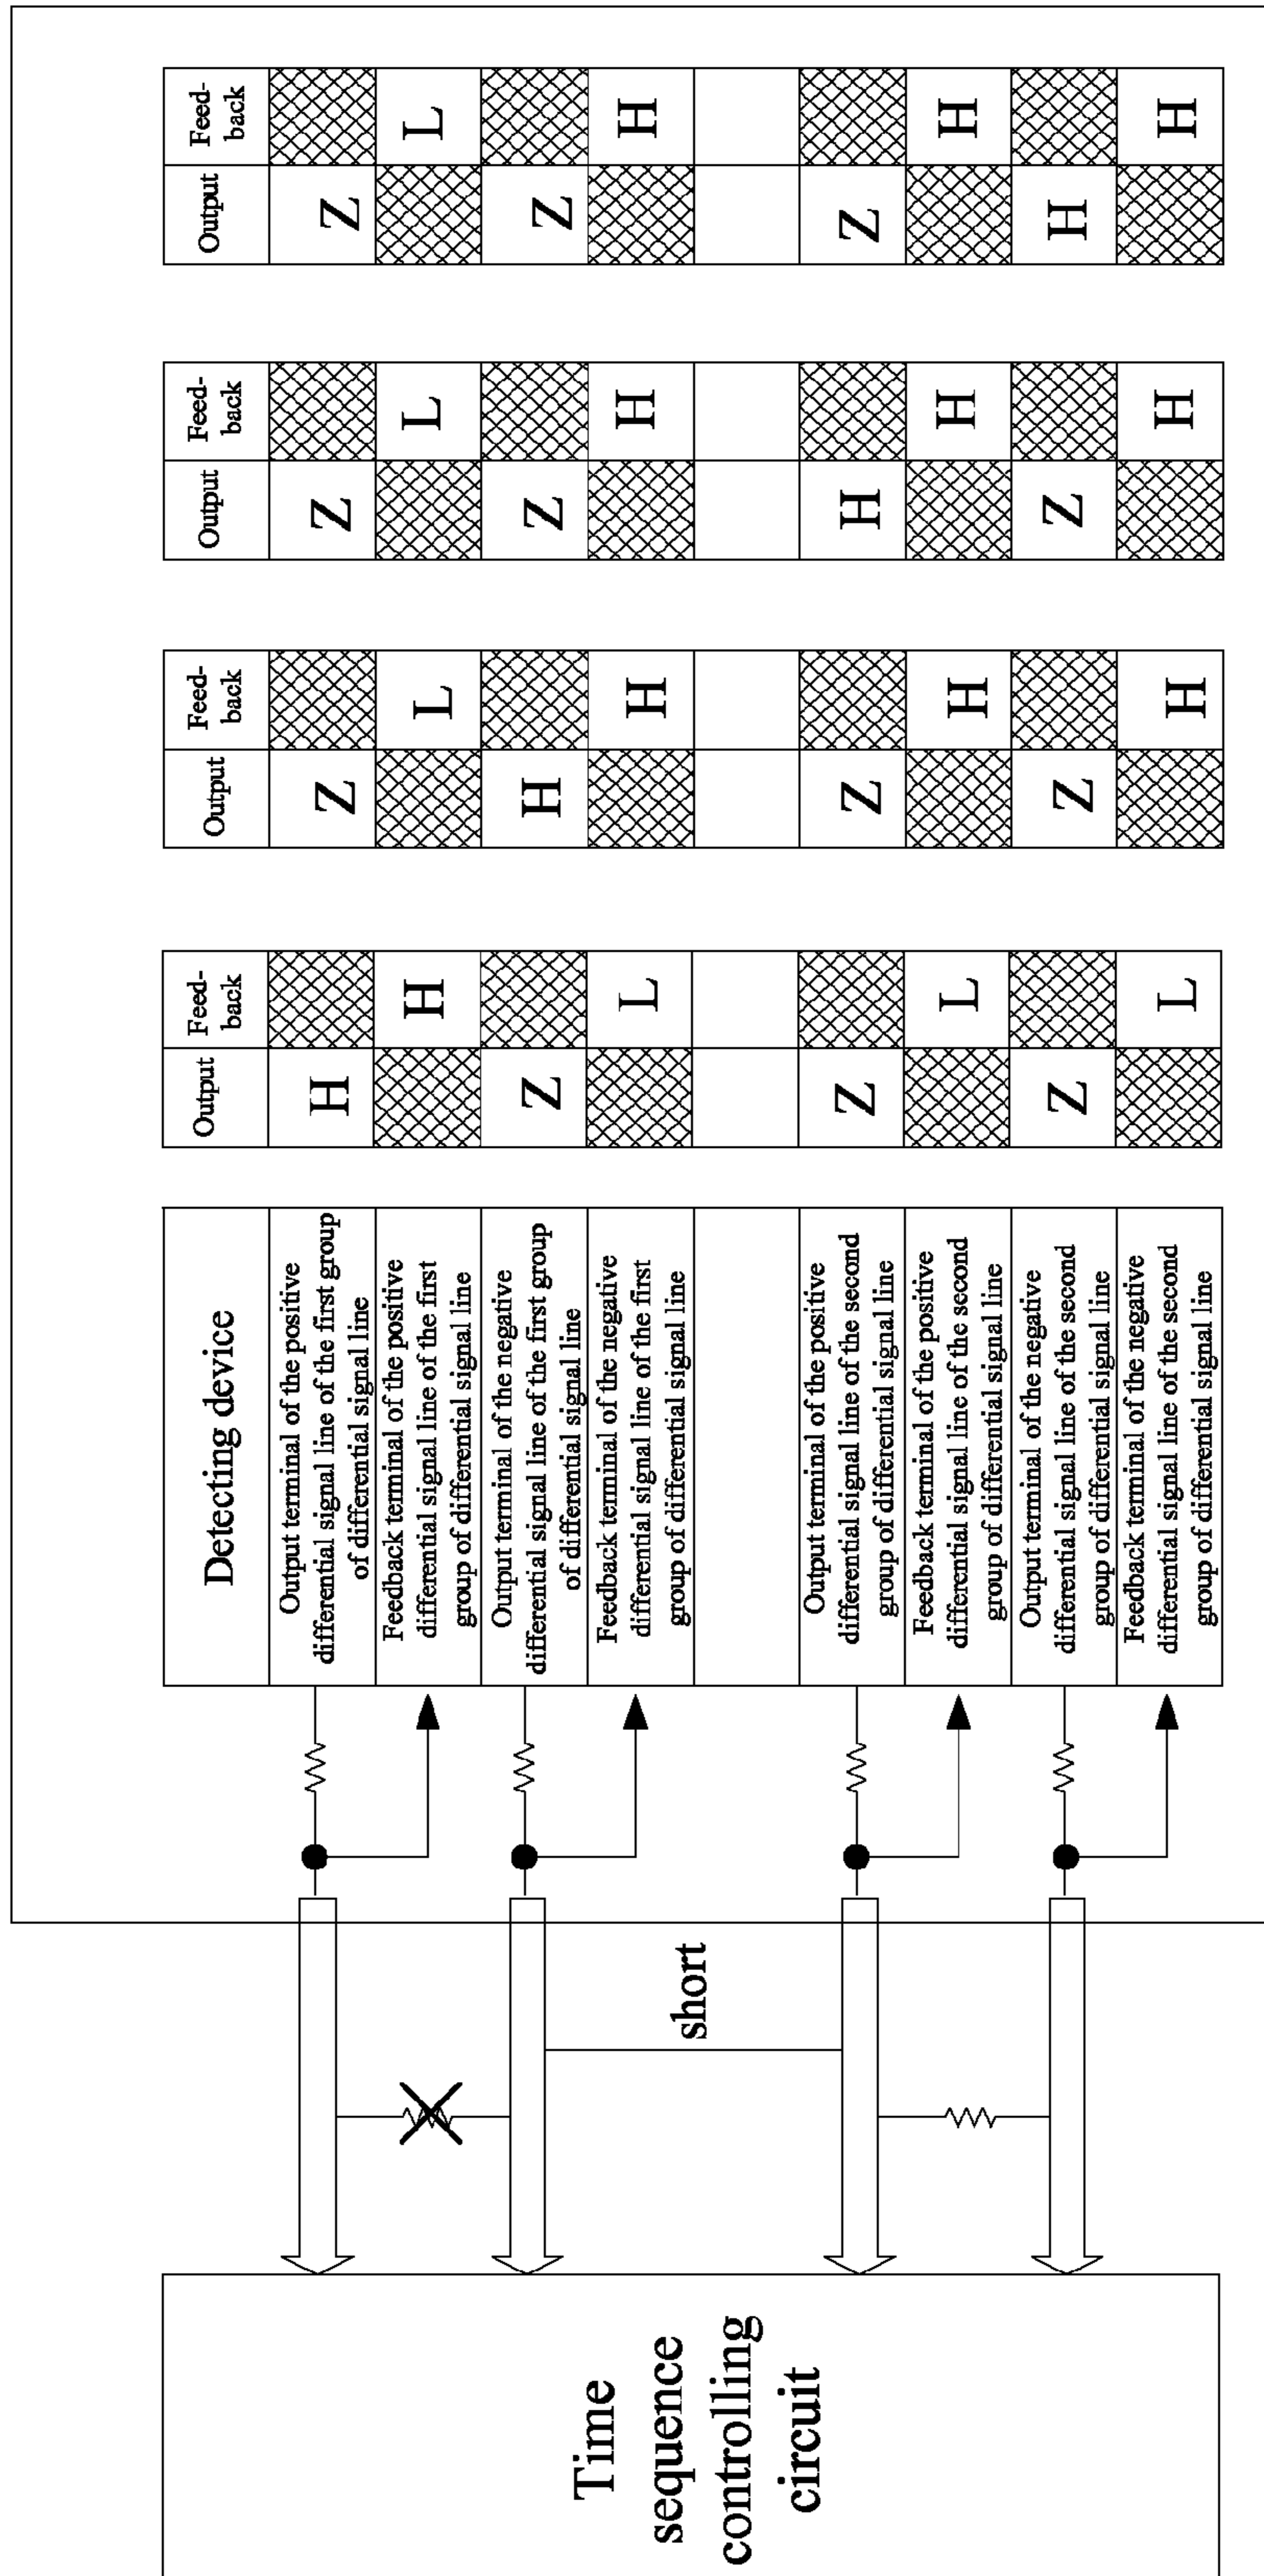 Time
sequence
controlling
circuit
short
Detecting device
Output terminal of the positive
differential signal line of the first group
of differential signal line
Feedback terminal of the positive
differential signal line of the first
group of differential signal line
Output terminal of the negative
differential signal line of the first group
of differential signal line
Feedback terminal of the negative
differential signal line of the first
group of differential signal line
Output terminal of the positive
differential signal line of the second
group of differential signal line
Feedback terminal of the positive
differential signal line of the second
group of differential signal line
Output terminal of the negative
differential signal line of the second
group of differential signal line
Feedback terminal of the negative
differential signal line of the second
group of differential signal line
Output
Feed-
back
H
H
Z
L
Z
L
Z
L
Output
Feed-
back
Z
L
H
H
Z
H
Z
H
Output
Feed-
back
Z
L
Z
H
H
H
Z
H
Output
Feed-
back
Z
L
Z
H
Z
H
H
H